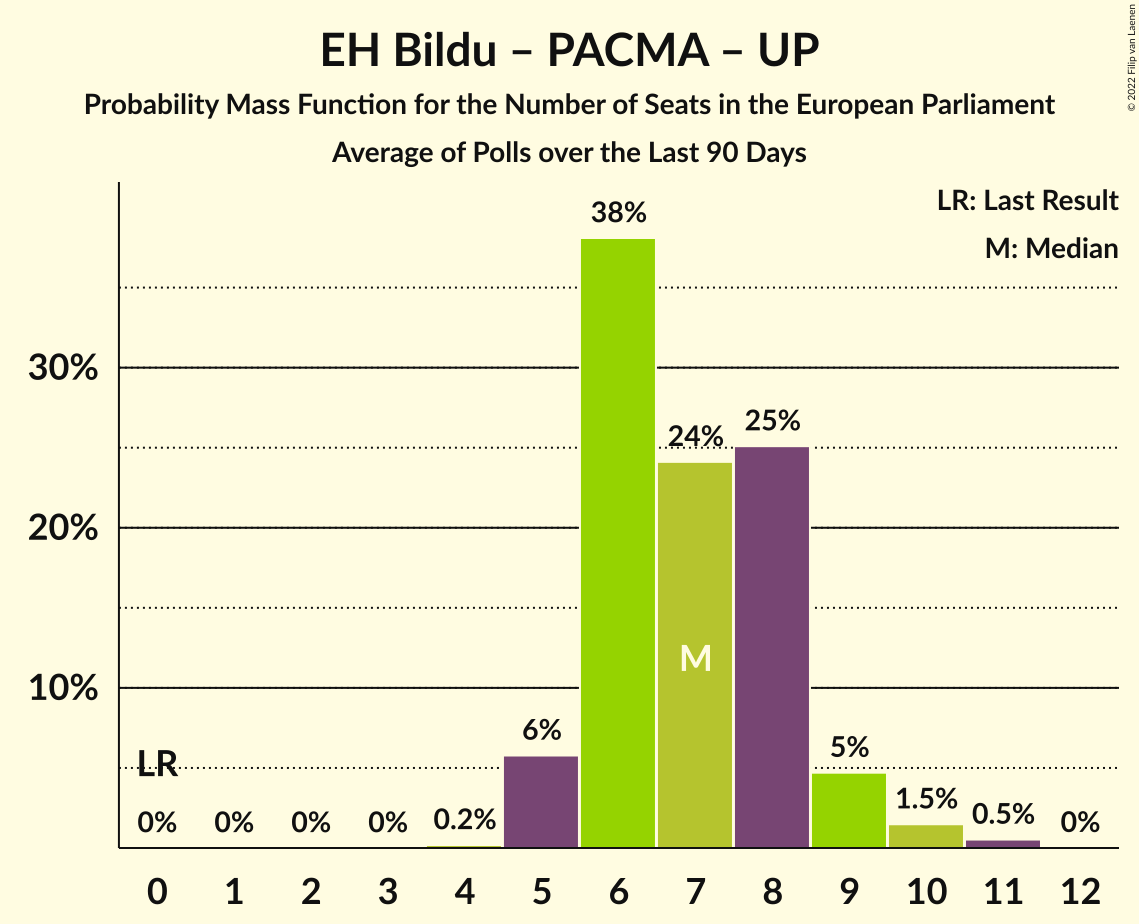 EH Bildu – PACMA – UP
Probability Mass Function for the Number of Seats in the European Parliament
Average of Polls over the Last 90 Days
© 2022 Filip van Laenen
LR: Last Result
M: Median
38%
30%
25%
24%
20%
M
10%
6%
5%
LR
1.5%
0.5%
0% 0% 0% 0% 0.2% 0%
0 1 2 3 4 5 6 7 8 9 10 11 12